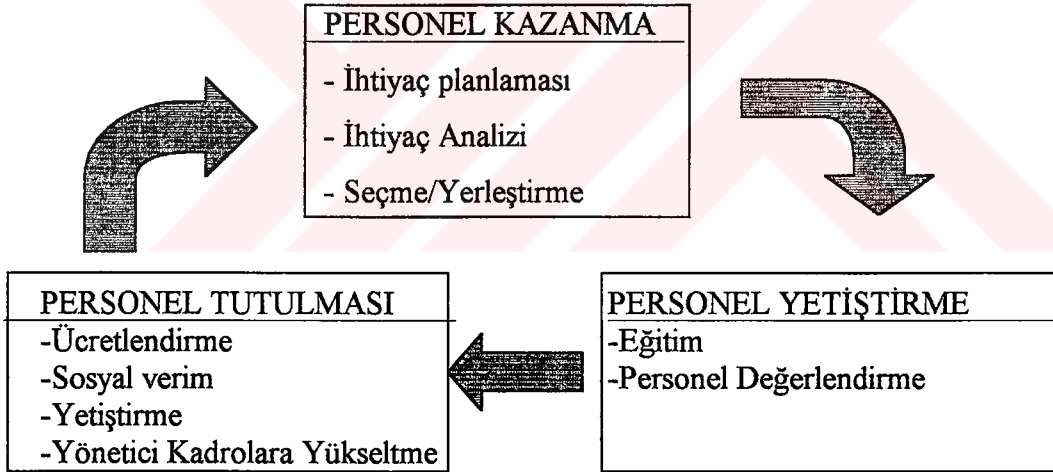 PERSONEL KAZANMA
- İhtiyaç planlaması
- İhtiyaç Analizi
- Seçme/Yerleştirme
PERSONEL TUTULMASI
-Ücretlendirme
-Sosyal verim
-Yetiştirme
-Yönetici Kadrolara Yükseltme
PERSONEL YETİŞTİRME
-Eğitim
-Personel Değerlendirme